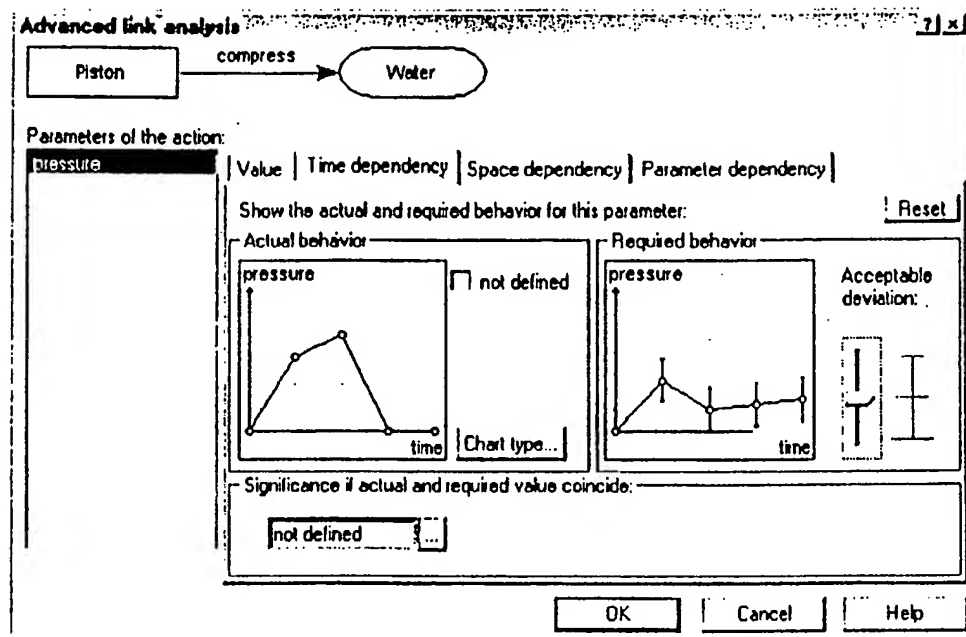 Advanced link analysis ? x
compress
Piston Water
Parameters of the action:
pressure
Value Time dependency Space dependency Parameter dependency
Show the actual and required behavior for this parameter: Reset
Actual behavior Required behavior
pressure not defined pressure Acceptable
deviation:
time Chart type... time
Significance if actual and required value coincide:
not defined ...
OK Cancel Help